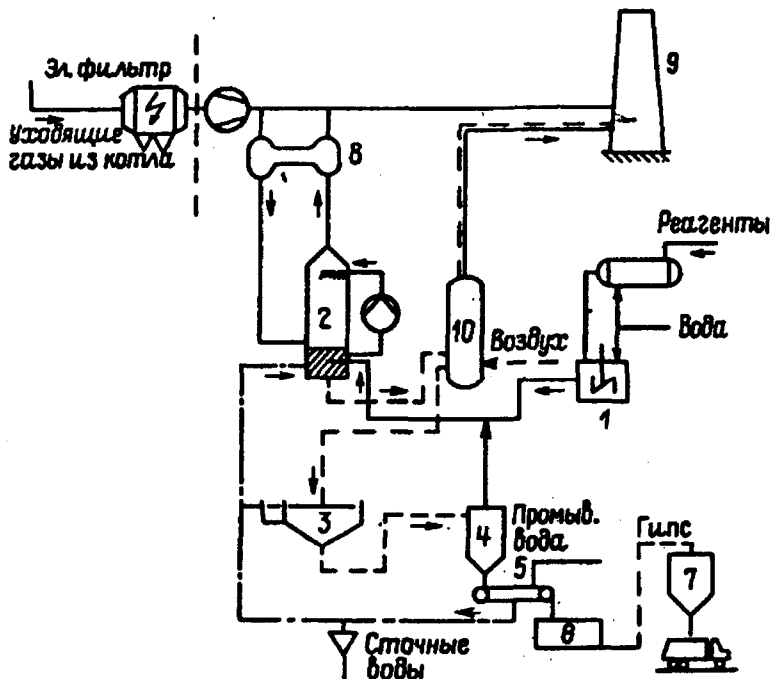 Эл. фильтр
Уходящие
газы из котла
8
9
Реагенты
2
10
Воздух
Вода
1
3
4
Промыв.
вода
5
Гипс
7
6
Сточные
воды